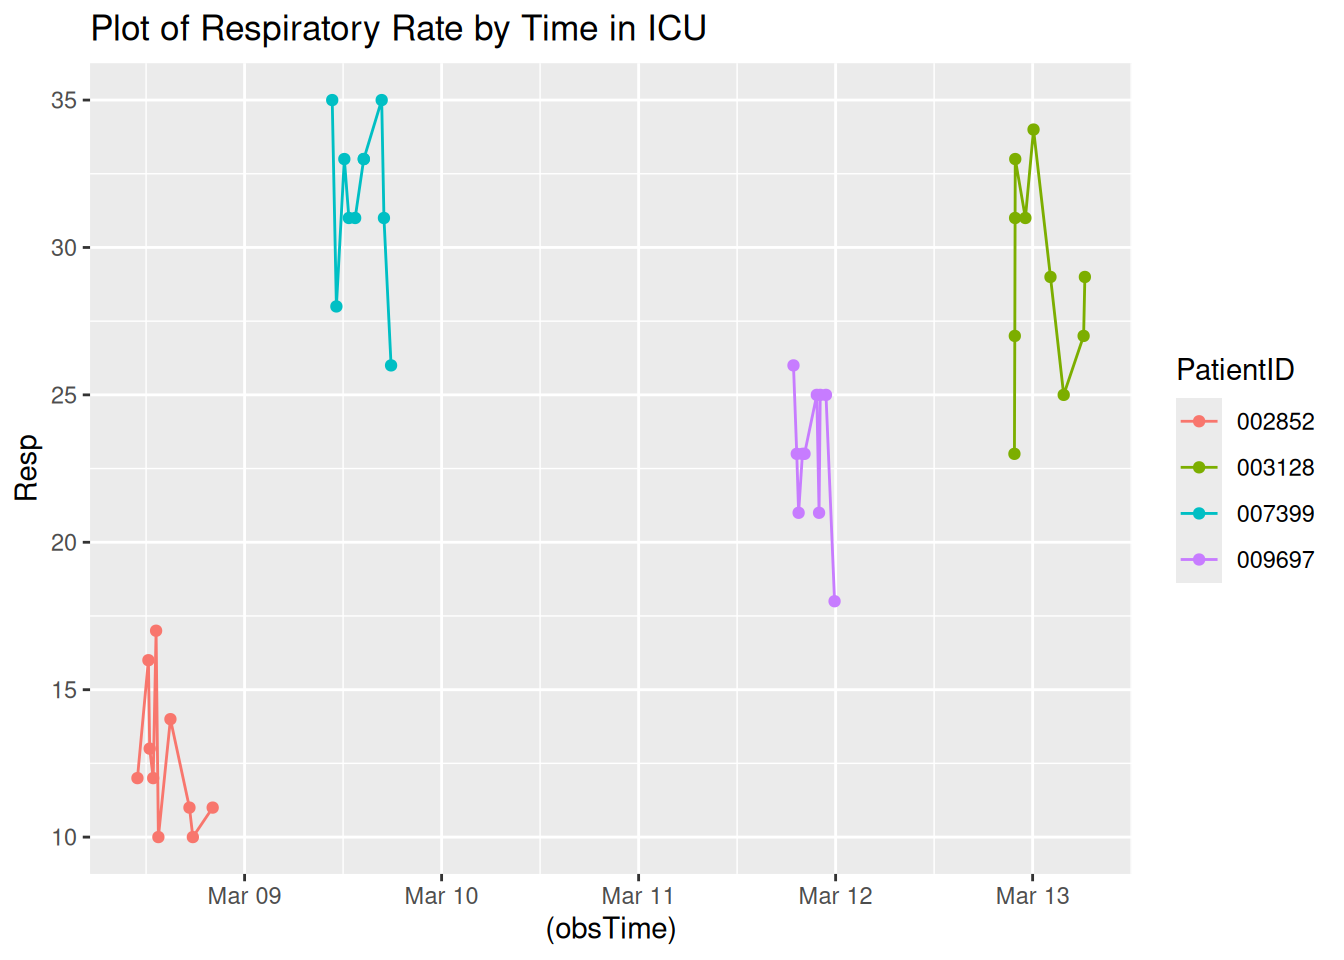 Plot of Respiratory Rate by Time in ICU
35
30
25
20
15
10
Resp
Mar 09
Mar 10
Mar 11
Mar 12
Mar 13
(obsTime)
PatientID
002852
003128
007399
009697